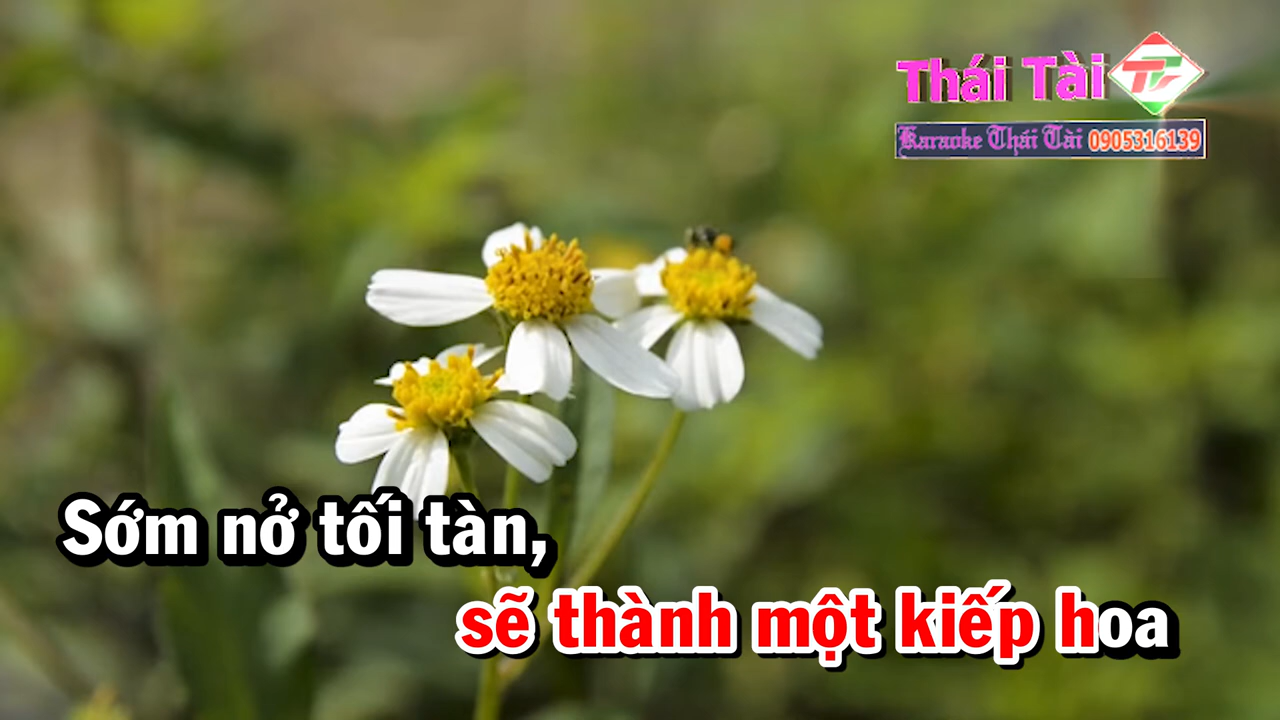 Thái Tài
Karaoke Thái Tài 0905316139
Sớm nở tối tàn,
sẽ thành một kiếp hoa